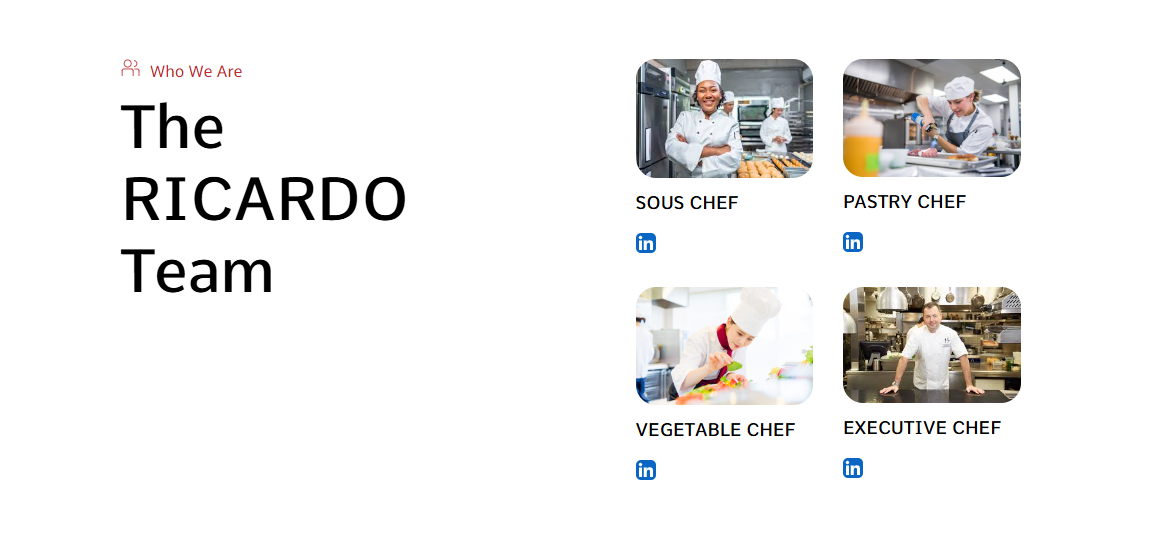 Who We Are
The
RICARDO
Team
SOUS CHEF
PASTRY CHEF
in
in
VEGETABLE CHEF
EXECUTIVE CHEF
in
in